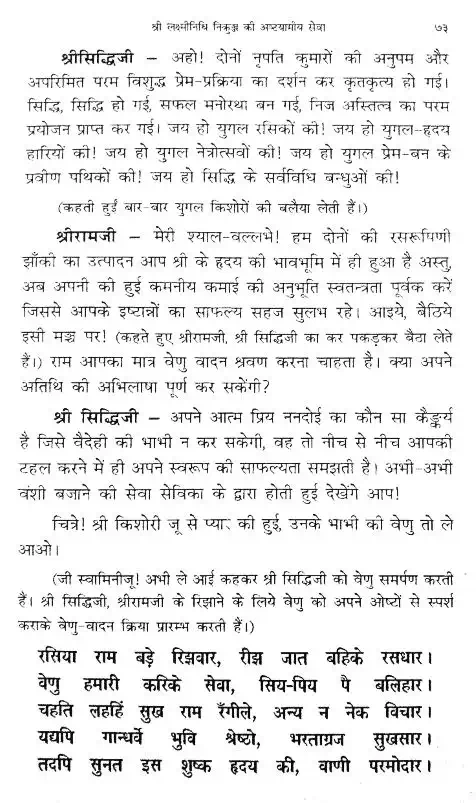 श्री लक्ष्मीनिधि निकुञ्ज की अष्टयामीय सेवा ७३
श्रीसिद्धिजी – अहो! दोनों नृपति कुमारों की अनुपम और
अपरिमित परम विशुद्ध प्रेम-प्रक्रिया का दर्शन कर कृतकृत्य हो गई।
सिद्धि, सिद्धि हो गई, सफल मनोरथा बन गई, निज अस्तित्व का परम
प्रयोजन प्राप्त कर गई। जय हो युगल रसिकों की! जय हो युगल-हृदय
हारियों की! जय हो युगल नेत्रोत्सवों की! जय हो युगल प्रेम-बन के
प्रवीण पथिकों की! जय हो सिद्धि के सर्वविधि बन्धुओं की!
(कहती हुईं बार-बार युगल किशोरों की बलैया लेती हैं।)
श्रीरामजी – मेरी श्याल-वल्लभे! हम दोनों की रसरूपिणी
झाँकी का उत्पादन आप श्री के हृदय की भावभूमि में ही हुआ है अस्तु,
अब अपनी की हुई कमनीय कमाई की अनुभूति स्वतन्त्रता पूर्वक करें
जिससे आपके इष्टान्नों का साफल्य सहज सुलभ रहे। आइये, बैठिये
इसी मञ्च पर! (कहते हुए श्रीरामजी, श्री सिद्धिजी का कर पकड़कर बैठा लेते
हैं।) राम आपका मात्र वेणु वादन श्रवण करना चाहता है। क्या अपने
अतिथि की अभिलाषा पूर्ण कर सकेंगी?
श्री सिद्धिजी – अपने आत्म प्रिय ननदोई का कौन सा कैङ्कर्य
है जिसे वैदेही की भाभी न कर सकेगी, वह तो नीच से नीच आपकी
टहल करने में ही अपने स्वरूप की साफल्यता समझती है। अभी-अभी
वंशी बजाने की सेवा सेविका के द्वारा होती हुई देखेंगे आप!
चित्रे! श्री किशोरी जू से प्यार की हुई, उनके भाभी की वेणु तो ले
आओ।
(जी स्वामिनीजू! अभी ले आई कहकर श्री सिद्धिजी को वेणु समर्पण करती
हैं। श्री सिद्धिजी, श्रीरामजी के रिझाने के लिये वेणु को अपने ओष्टों से स्पर्श
कराके वेणु-वादन क्रिया प्रारम्भ करती हैं।)
रसिया राम बड़े रिझवार, रीझ जात बहिके रसधार।
वेणु हमारी करिके सेवा, सिय-पिय पै बलिहार।
चहति लहहिं सुख राम रँगीले, अन्य न नेक विचार।
यद्यपि गान्धर्वे भुवि श्रेष्ठो, भरताग्रज सुखसार।
तदपि सुनत इस शुष्क हृदय की, वाणी परमोदार।